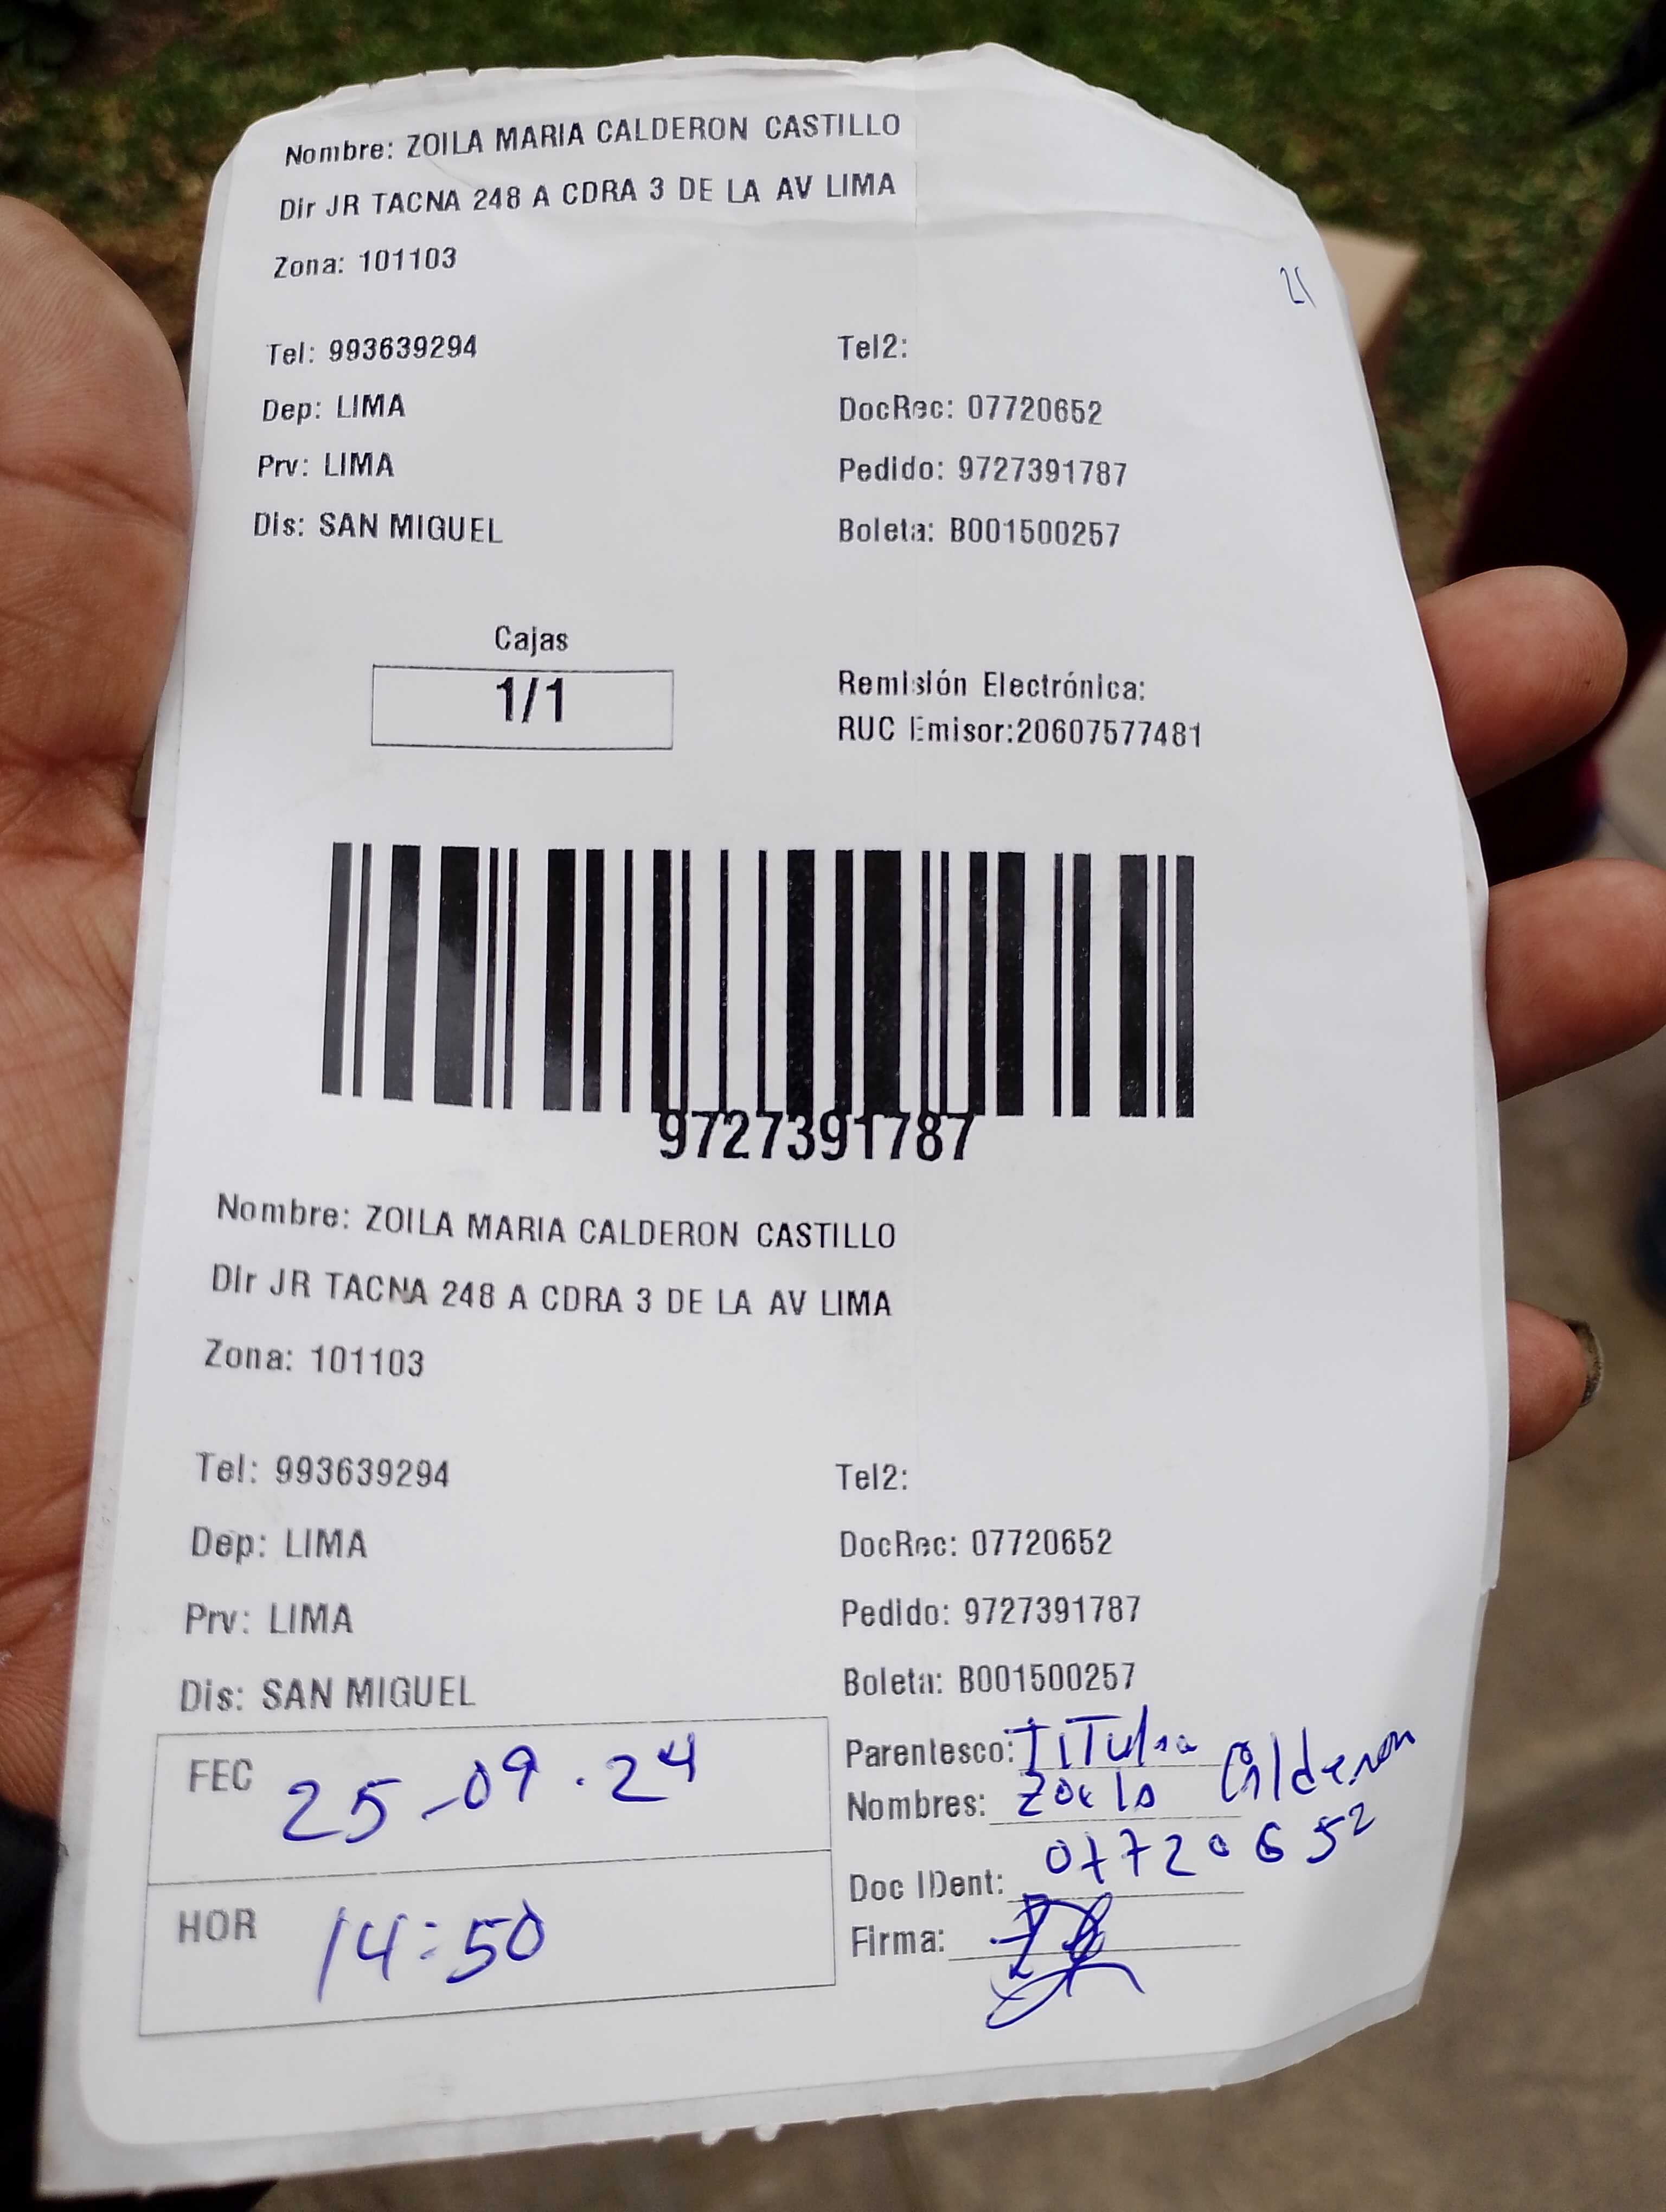 Nombre: ZOILA MARIA CALDERON CASTILLO
Dir JR TACNA 248 A CDRA 3 DE LA AV LIMA
Zona: 101103
21
Tel: 993639294 Tel2:
Dep: LIMA DocRec: 07720652
Prv: LIMA Pedido: 9727391787
Dis: SAN MIGUEL Boleta: B001500257
Cajas
1/1
Remisión Electrónica:
RUC Emisor:20607577481
9727391787
Nombre: ZOILA MARIA CALDERON CASTILLO
Dir JR TACNA 248 A CDRA 3 DE LA AV LIMA
Zona: 101103
Tel: 993639294 Tel2:
Dep: LIMA DocRec: 07720652
Prv: LIMA Pedido: 9727391787
Dis: SAN MIGUEL Boleta: B001500257
FEC 25-09.24
HOR 14:50
Parentesco: Titular
Nombres: Zoila Calderon
Doc IDent: 07720652
Firma: